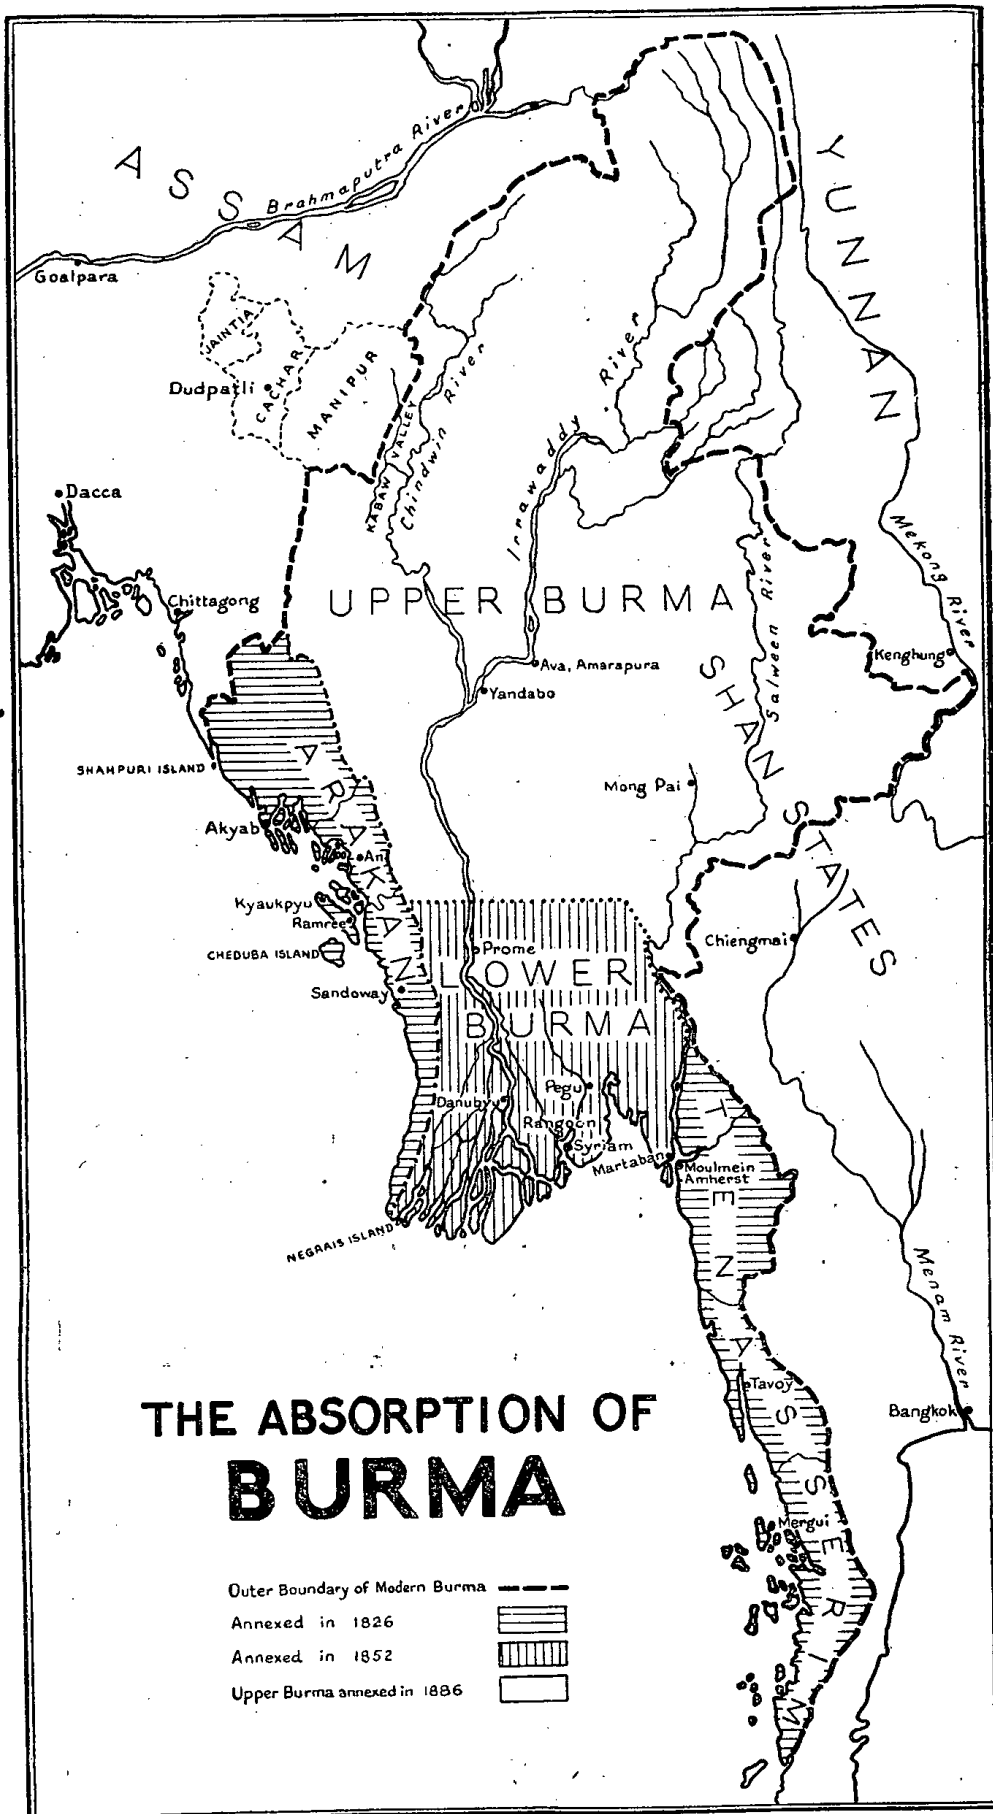 ASSAM
Brahmaputra River
YUNNAN
Goalpara
JAINTIA
CACHAR
Dudpatli
MANIPUR
KABAW VALLEY
Chindwin River
Irrawaddy River
Dacca
Mekong River
Chittagong
UPPER BURMA
Salween River
Kenghung
Ava, Amarapura
Yandabo
SHAN STATES
SHAHPURI ISLAND
Mong Pai
ARAKAN
Akyab
An
Kyaukpyu
Ramree
CHEDUBA ISLAND
Chiengmai
Prome
LOWER
BURMA
Sandoway
Pegu
Danubyu
Rangoon
Syriam
Martaban
Moulmein
Amherst
NEGRAIS ISLAND
TENASSERIM
Menam River
Tavoy
Bangkok
Mergui
THE ABSORPTION OF
BURMA
Outer Boundary of Modern Burma
Annexed in 1826
Annexed in 1852
Upper Burma annexed in 1886